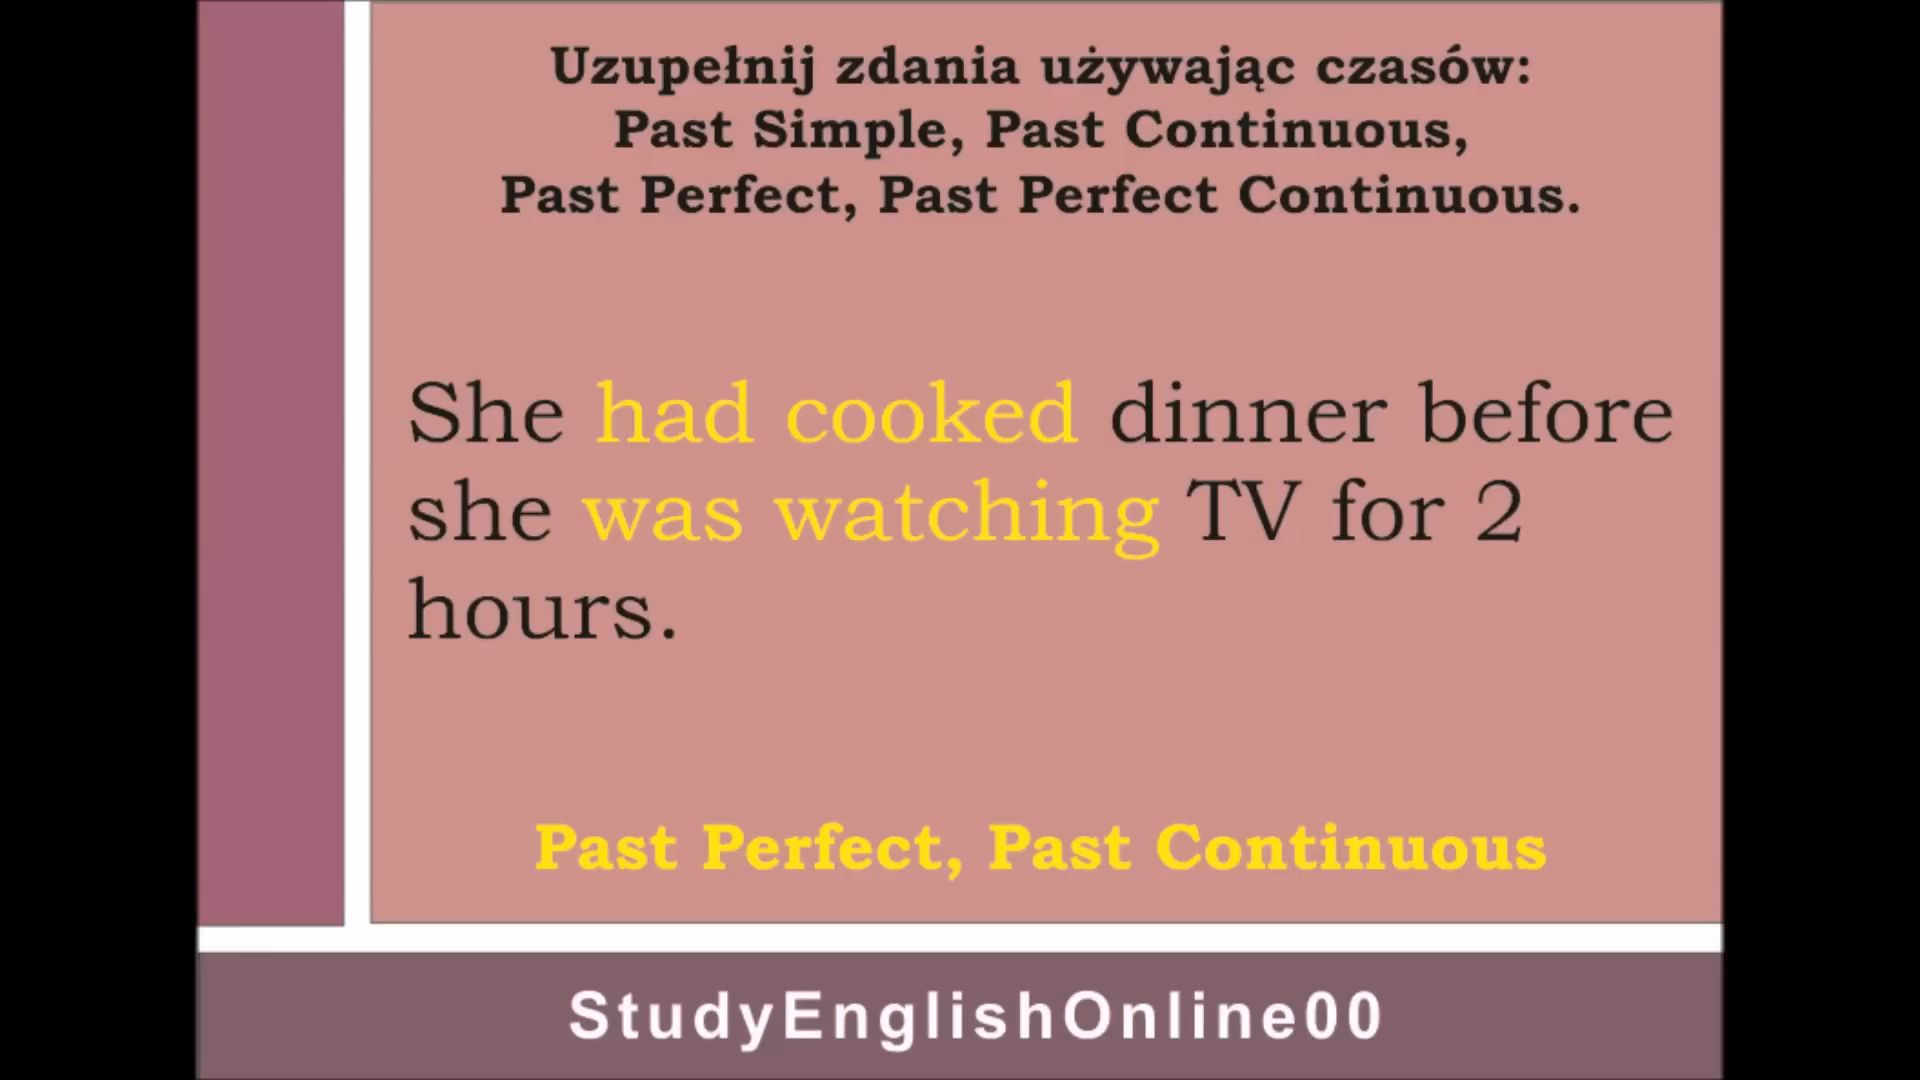 Uzupełnij zdania używając czasów:
Past Simple, Past Continuous,
Past Perfect, Past Perfect Continuous.
She had cooked dinner before
she was watching TV for 2
hours.
Past Perfect, Past Continuous
StudyEnglishOnline00